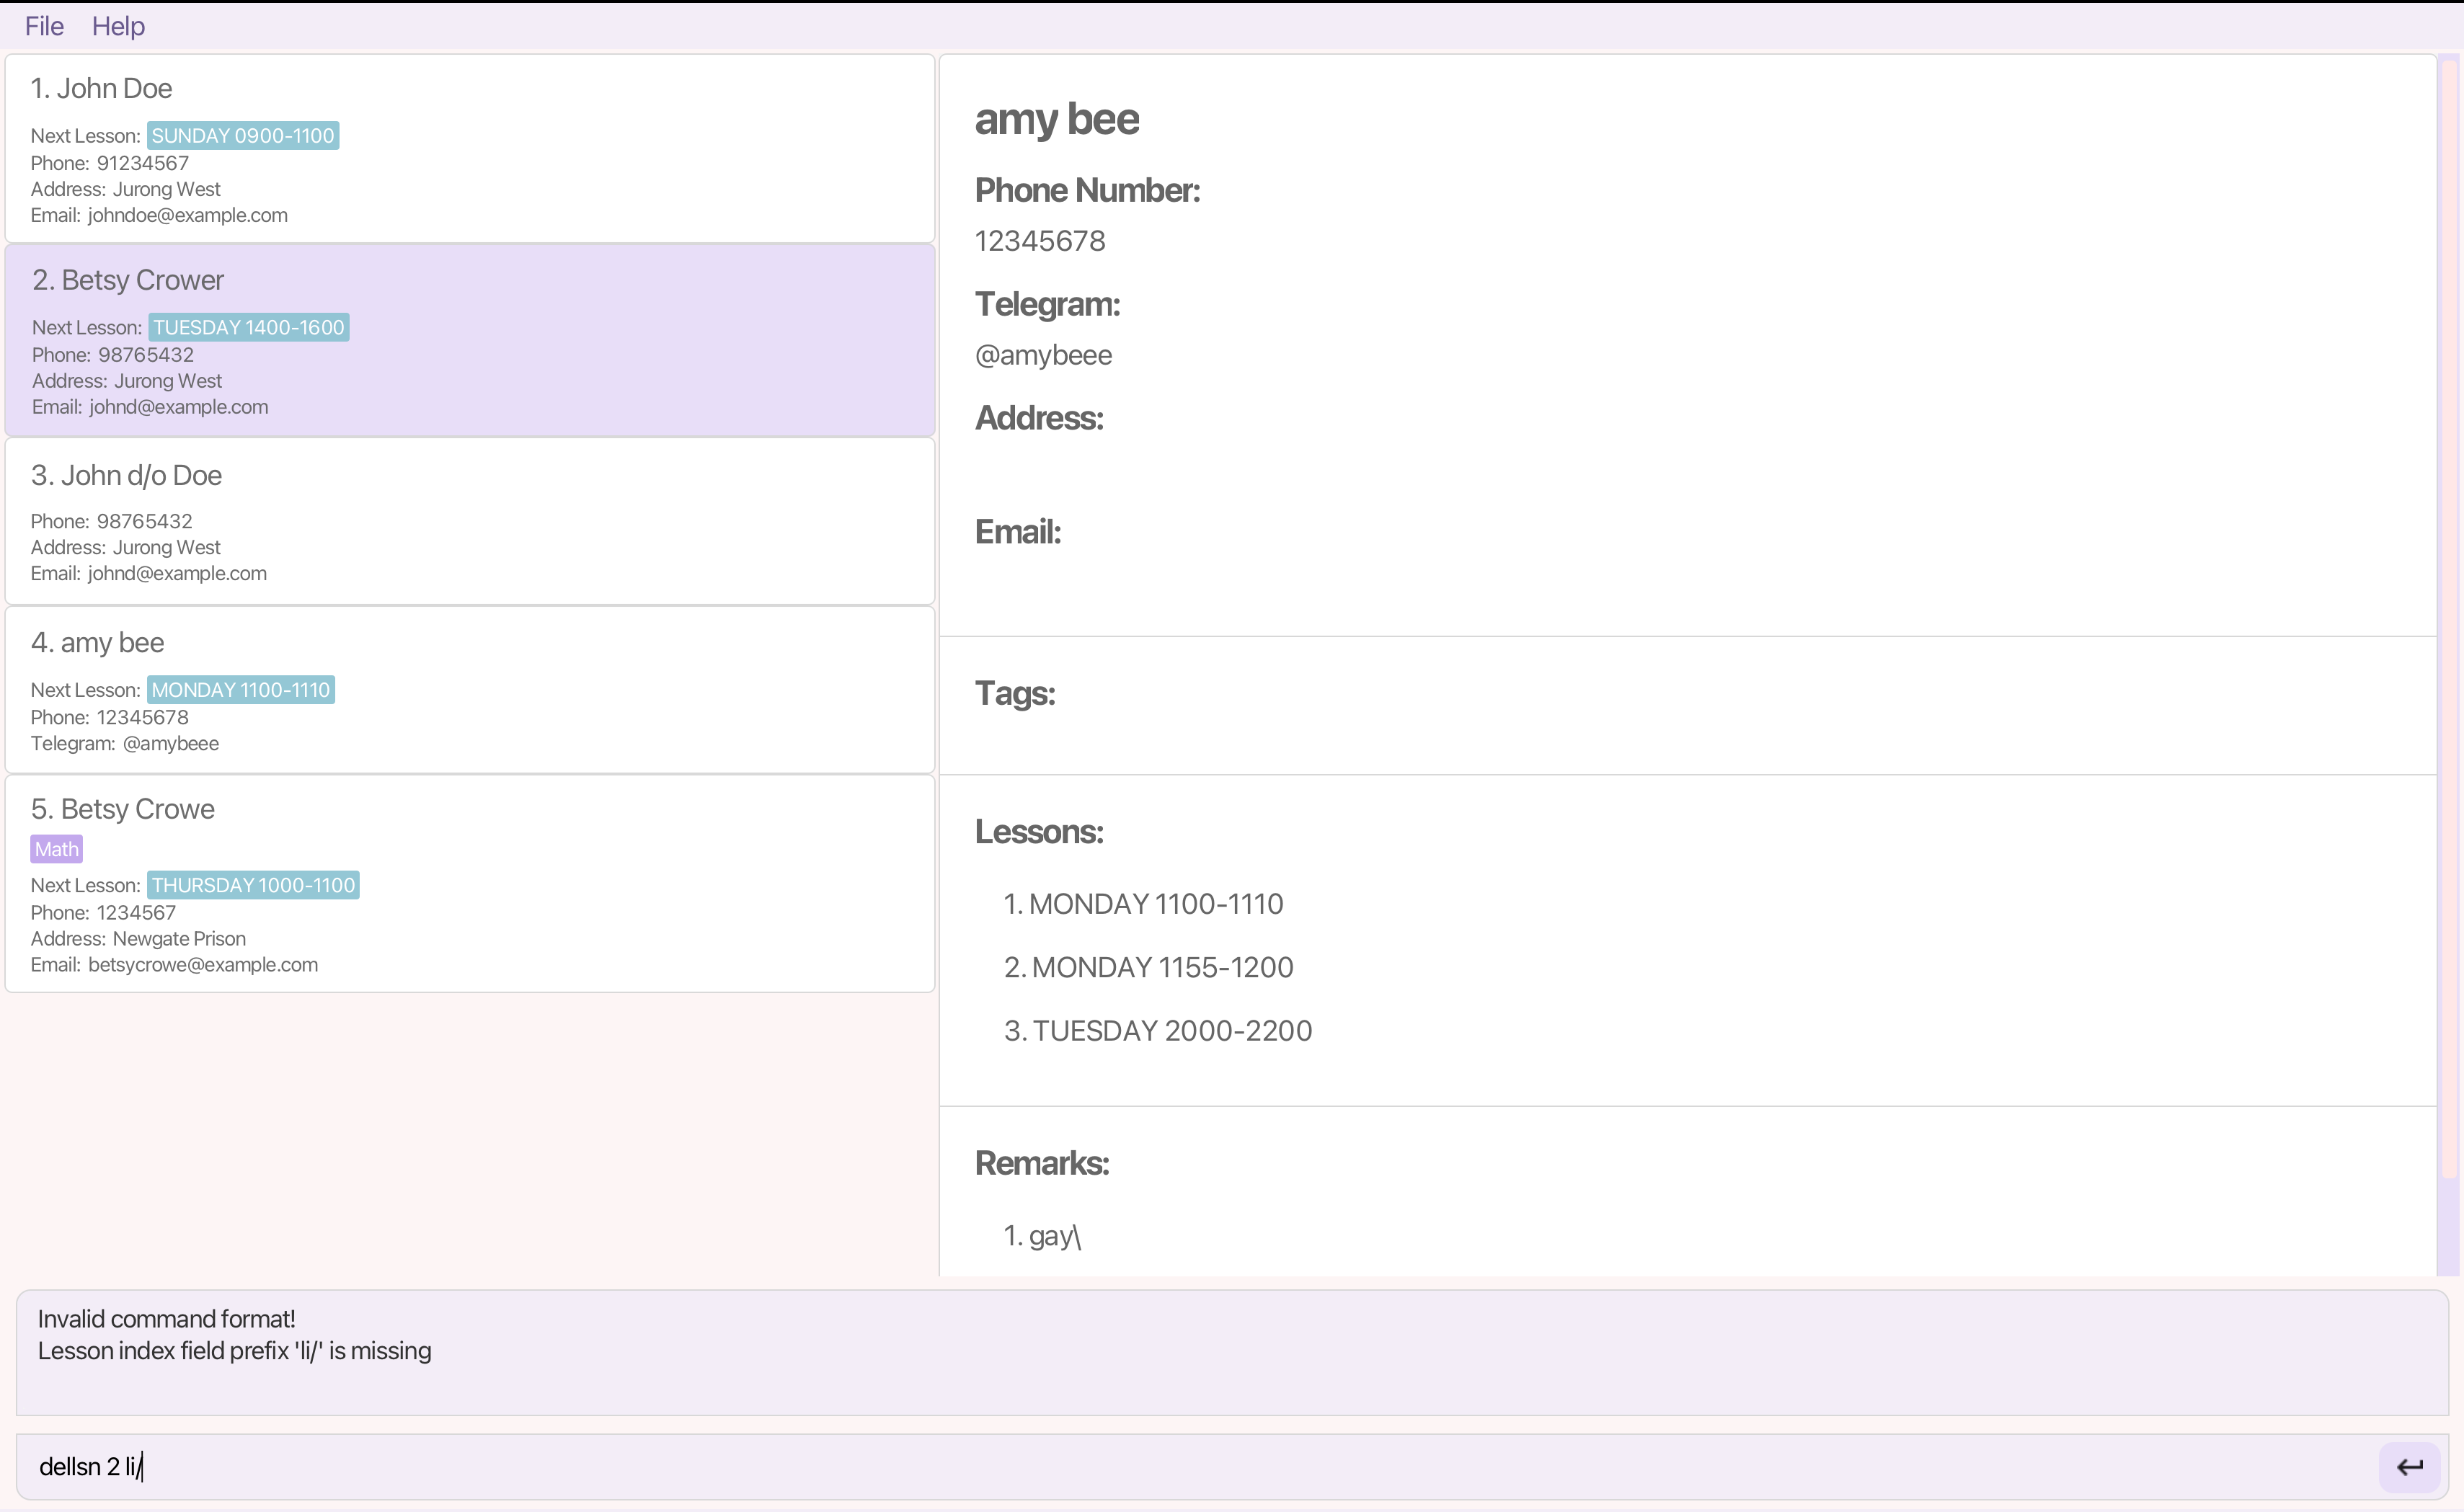 File Help
1. John Doe
Next Lesson: SUNDAY 0900-1100
Phone: 91234567
Address: Jurong West
Email: johndoe@example.com
2. Betsy Crower
Next Lesson: TUESDAY 1400-1600
Phone: 98765432
Address: Jurong West
Email: johnd@example.com
3. John d/o Doe
Phone: 98765432
Address: Jurong West
Email: johnd@example.com
4. amy bee
Next Lesson: MONDAY 1100-1110
Phone: 12345678
Telegram: @amybeee
5. Betsy Crowe
Math
Next Lesson: THURSDAY 1000-1100
Phone: 1234567
Address: Newgate Prison
Email: betsycrowe@example.com
amy bee
Phone Number:
12345678
Telegram:
@amybeee
Address:
Email:
Tags:
Lessons:
1. MONDAY 1100-1110
2. MONDAY 1155-1200
3. TUESDAY 2000-2200
Remarks:
1. gay\
Invalid command format!
Lesson index field prefix 'li/' is missing
dellsn 2 li/